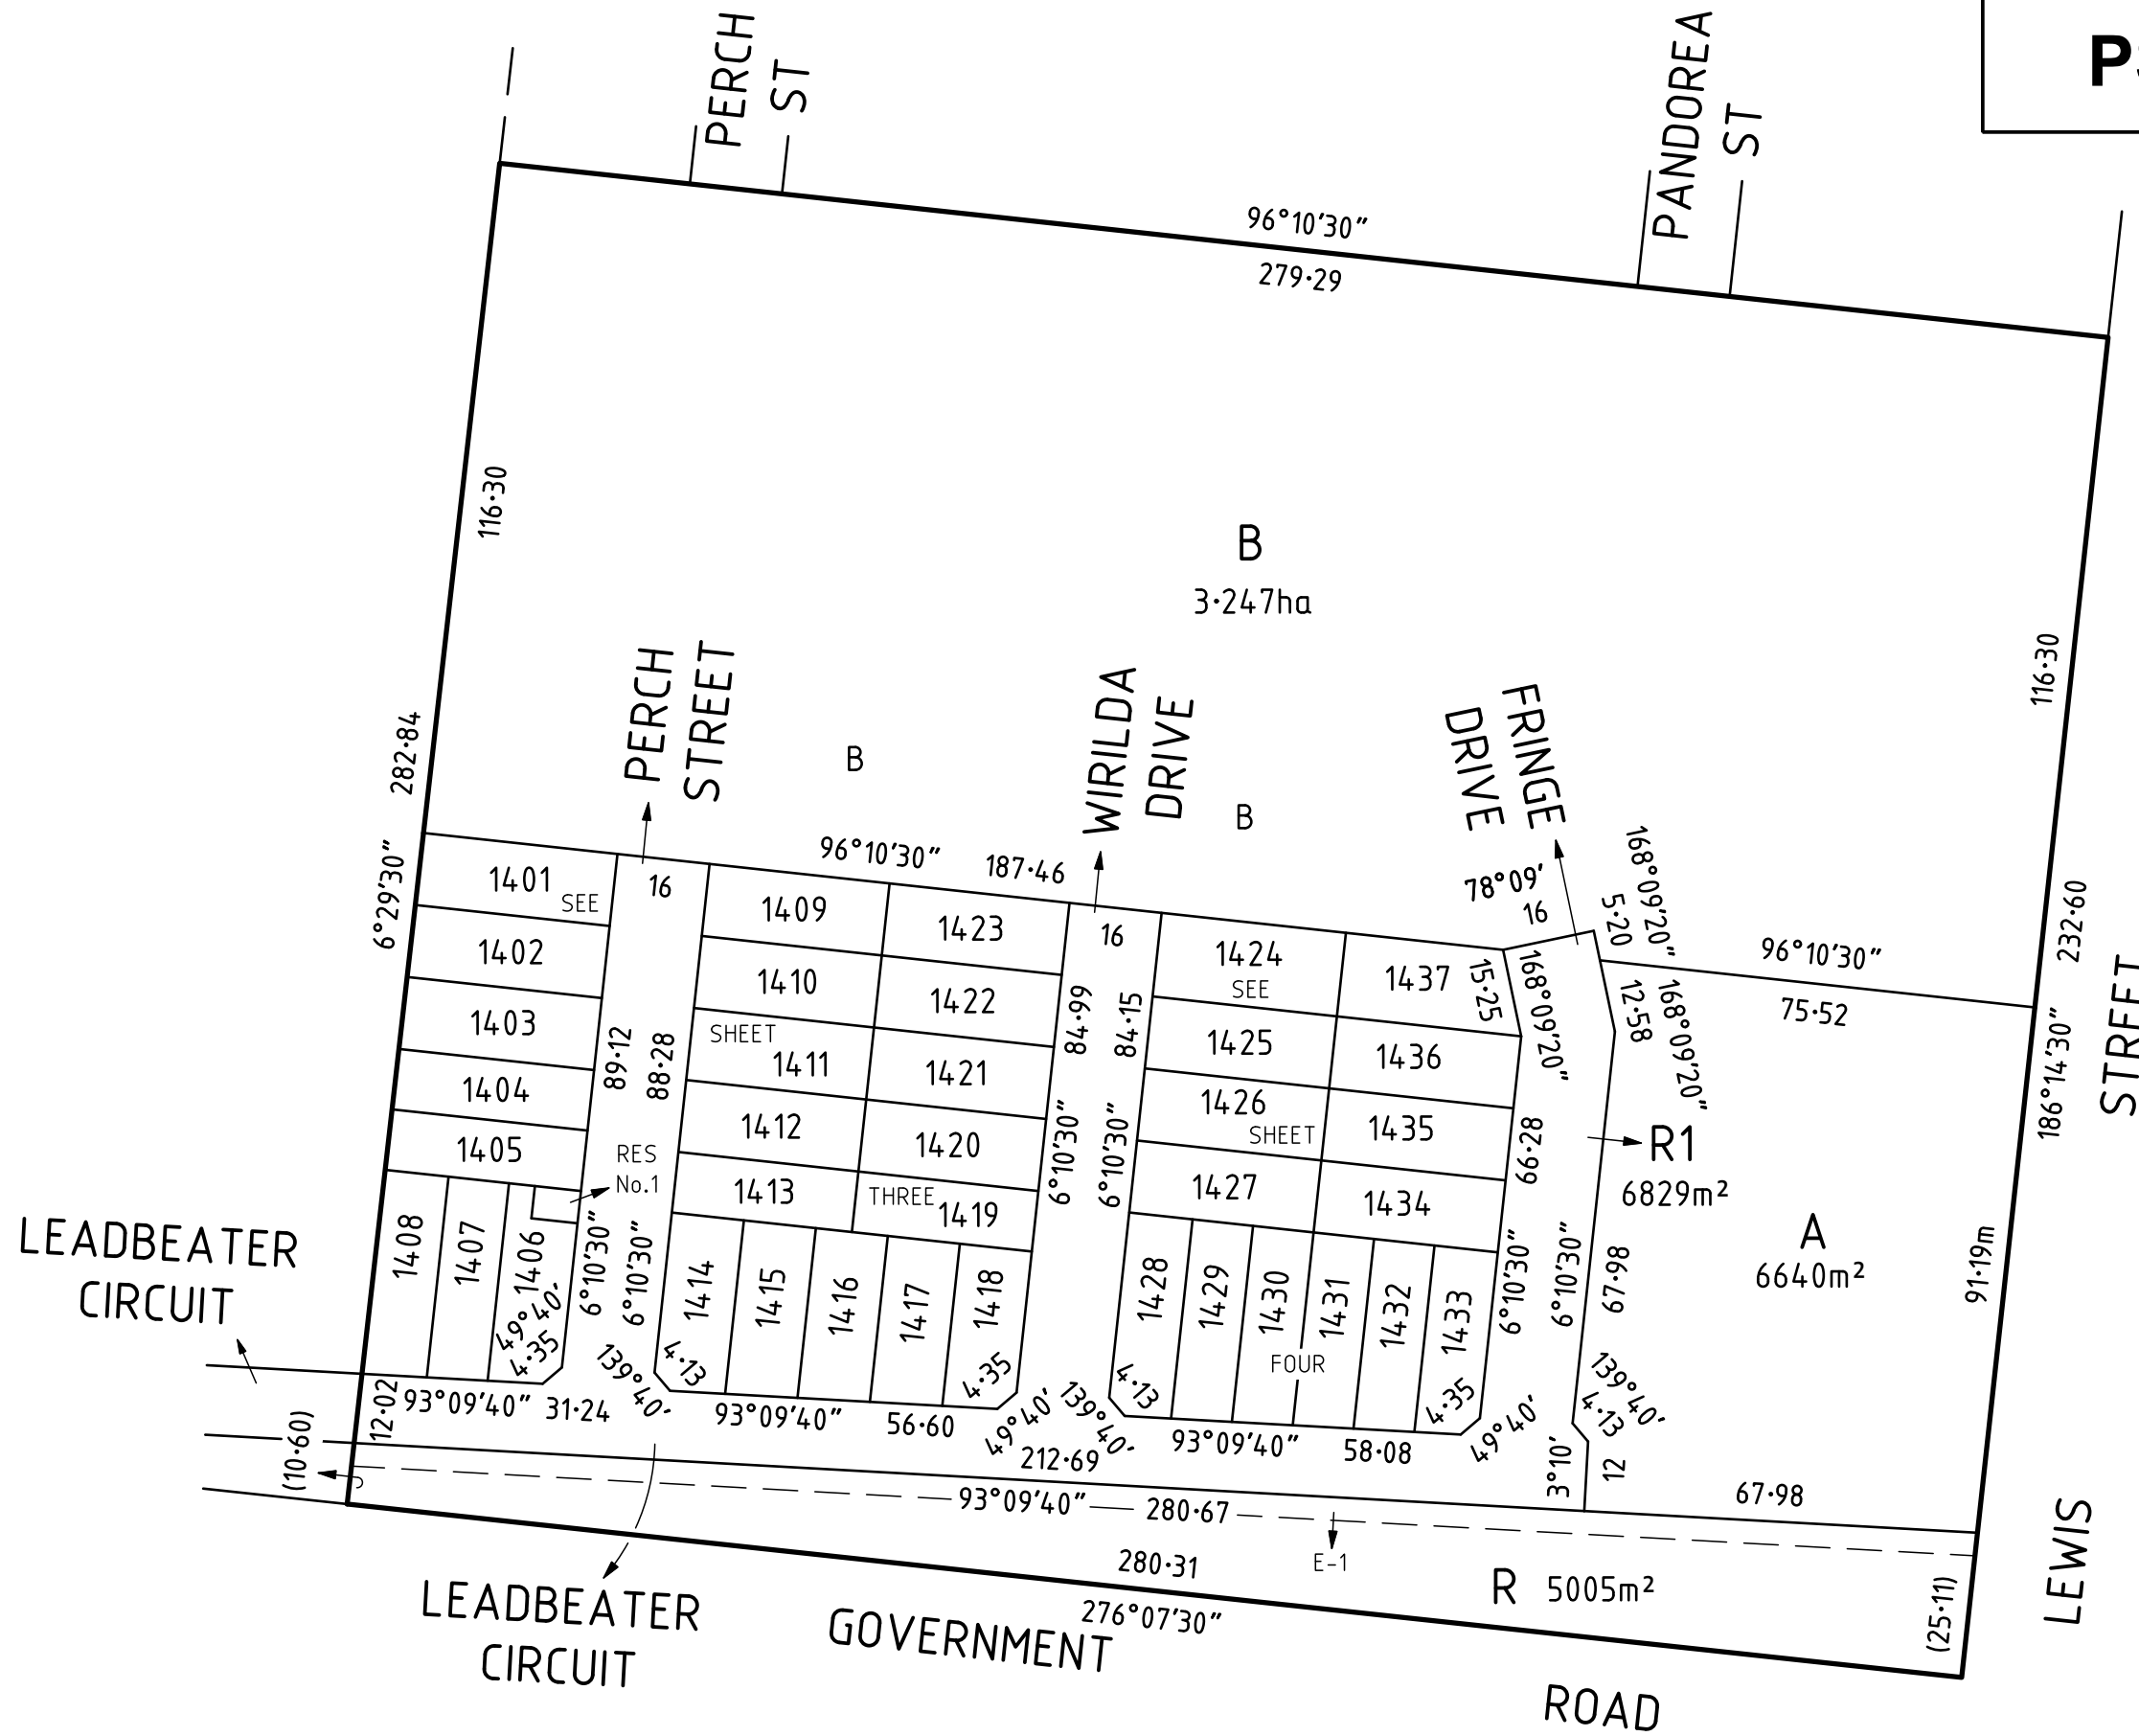 PERCH
ST
PANDOREA
ST
96°10'30"
279·29
116·30
B
3·247ha
116·30
282·84
6°29'30"
PERCH
STREET
B
WIRILDA
DRIVE
B
FRINGE
DRIVE
96°10'30" 187·46
78°09'
16
5·20
168°09'20"
96°10'30"
75·52
232·60
186°14'30"
STREET
1401
SEE
16
1409
1423
16
1424
SEE
1437
15·25
168°09'20"
12·58
168°09'20"
1402
1410
1422
1425
1436
1403
SHEET
1411
1421
1426
SHEET
1435
89·12
88·28
84·99
84·15
66·28
1404
1412
1420
1427
1434
R1
6829m²
1405
RES
No.1
1413
THREE
1419
6°10'30"
6°10'30"
A
6640m²
91·19m
LEADBEATER
CIRCUIT
1408
1407
1406
49°40'
4·35
6°10'30"
6°10'30"
1414
1415
1416
1417
1418
1428
1429
1430
1431
1432
1433
FOUR
6°10'30"
6°10'30"
67·98
139°40'
4·13
4·35
49°40'
139°40'
4·13
4·35
49°40'
139°40'
4·13
12·02
93°09'40" 31·24
93°09'40" 56·60
93°09'40" 58·08
3°10'
12
(10·60)
212·69
67·98
93°09'40" 280·67
E-1
280·31
276°07'30"
R 5005m²
(25·11)
LEWIS
LEADBEATER
CIRCUIT
GOVERNMENT
ROAD